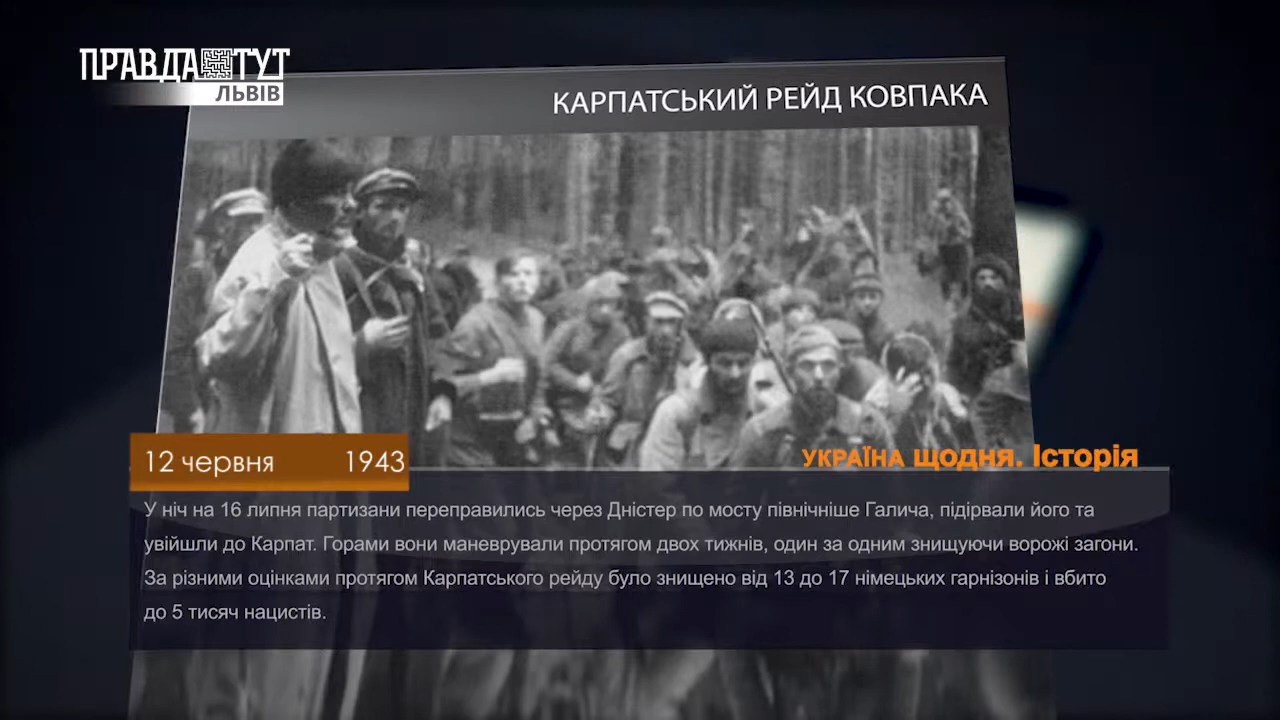 ПРАВДА ТУТ
ЛЬВІВ
КАРПАТСЬКИЙ РЕЙД КОВПАКА
12 червня 1943
УКРАЇНА щодня. Історія
У ніч на 16 липня партизани переправились через Дністер по мосту північніше Галича, підірвали його та
увійшли до Карпат. Горами вони маневрували протягом двох тижнів, один за одним знищуючи ворожі загони.
За різними оцінками протягом Карпатського рейду було знищено від 13 до 17 німецьких гарнізонів і вбито
до 5 тисяч нацистів.